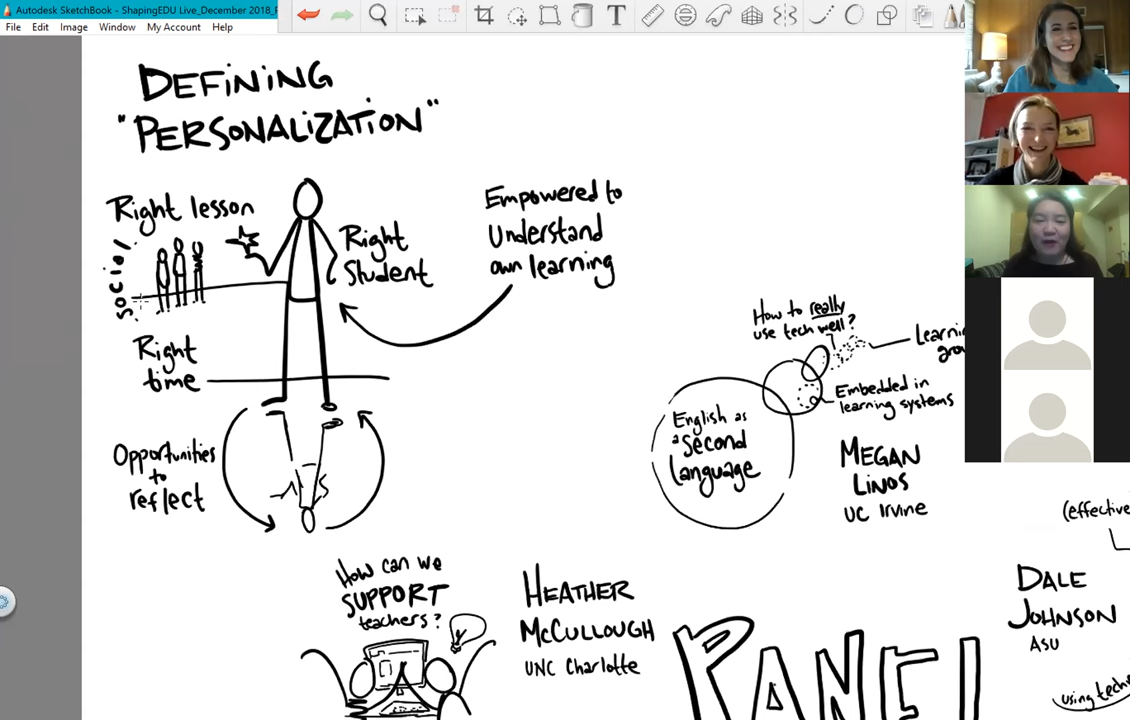 Autodesk SketchBook - ShapingEDU Live_December 2018_
File Edit Image Window My Account Help
DEFINING
"PERSONALIZATION"
Right lesson
social
Right
Student
Empowered to
Understand
own learning
Right
time
Opportunities
to
reflect
How to really
use tech well?
Embedded in
learning systems
English as
a Second
Language
MEGAN
LINOS
UC Irvine
(effective
How can we
SUPPORT
teachers?
HEATHER
McCULLOUGH
UNC Charlotte
DALE
JOHNSON
ASU
PANEL
using